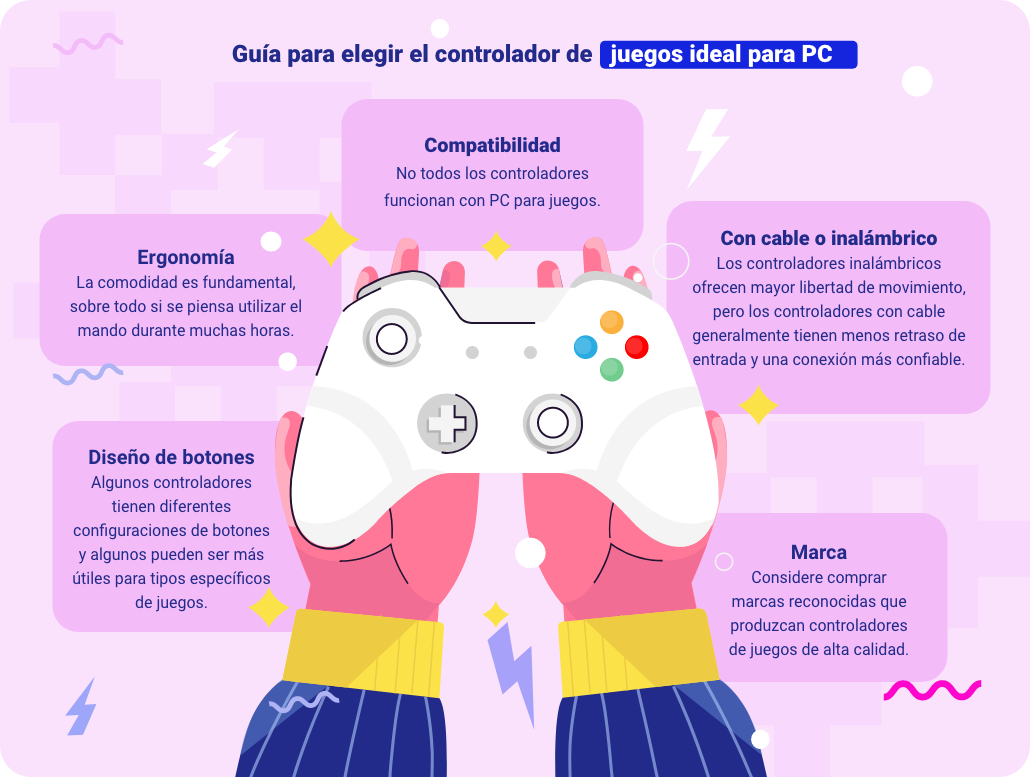 Guía para elegir el controlador de juegos ideal para PC
Compatibilidad
No todos los controladores
funcionan con PC para juegos.
Ergonomía
La comodidad es fundamental,
sobre todo si se piensa utilizar el
mando durante muchas horas.
Con cable o inalámbrico
Los controladores inalámbricos
ofrecen mayor libertad de movimiento,
pero los controladores con cable
generalmente tienen menos retraso de
entrada y una conexión más confiable.
Diseño de botones
Algunos controladores
tienen diferentes
configuraciones de botones
y algunos pueden ser más
útiles para tipos específicos
de juegos.
Marca
Considere comprar
marcas reconocidas que
produzcan controladores
de juegos de alta calidad.